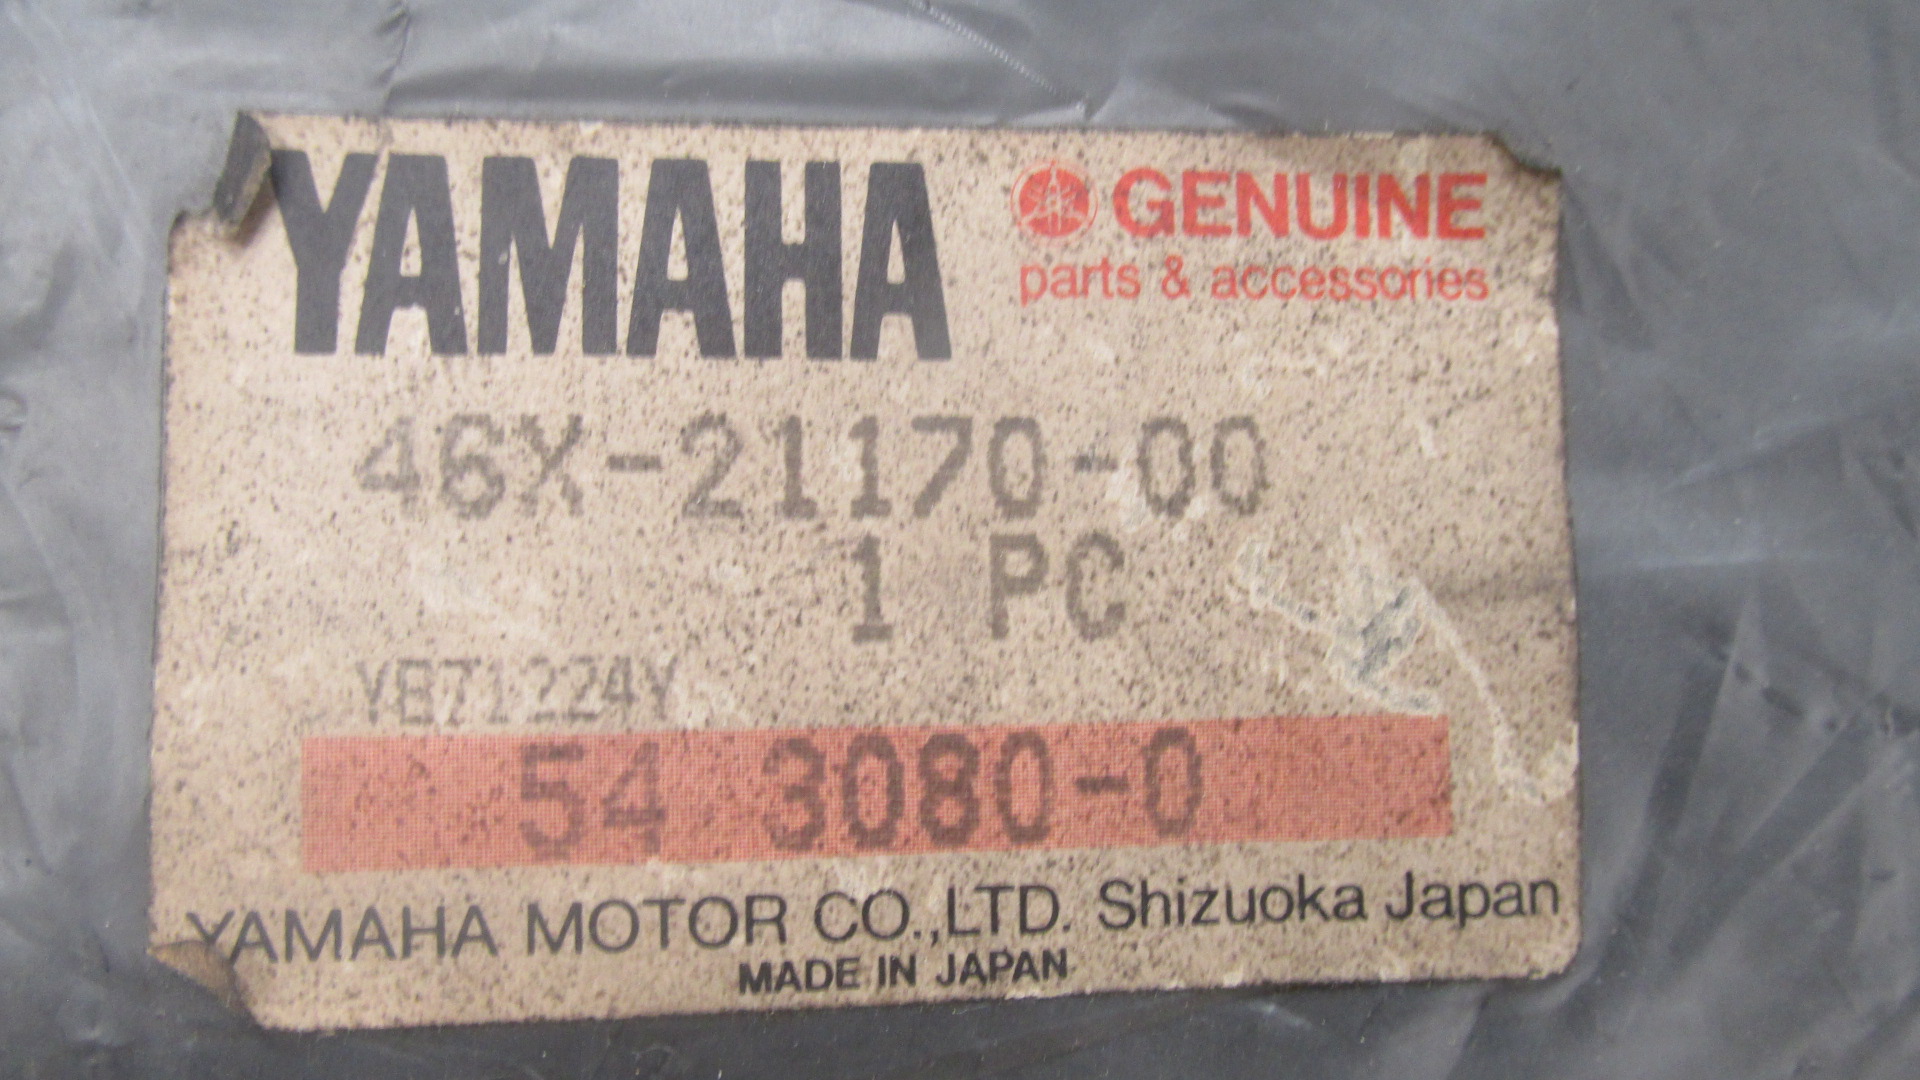 YAMAHA GENUINE
parts & accessories
46X-21170-00
1 PC
YB71224Y
54 3080-0
YAMAHA MOTOR CO.,LTD. Shizuoka Japan
MADE IN JAPAN